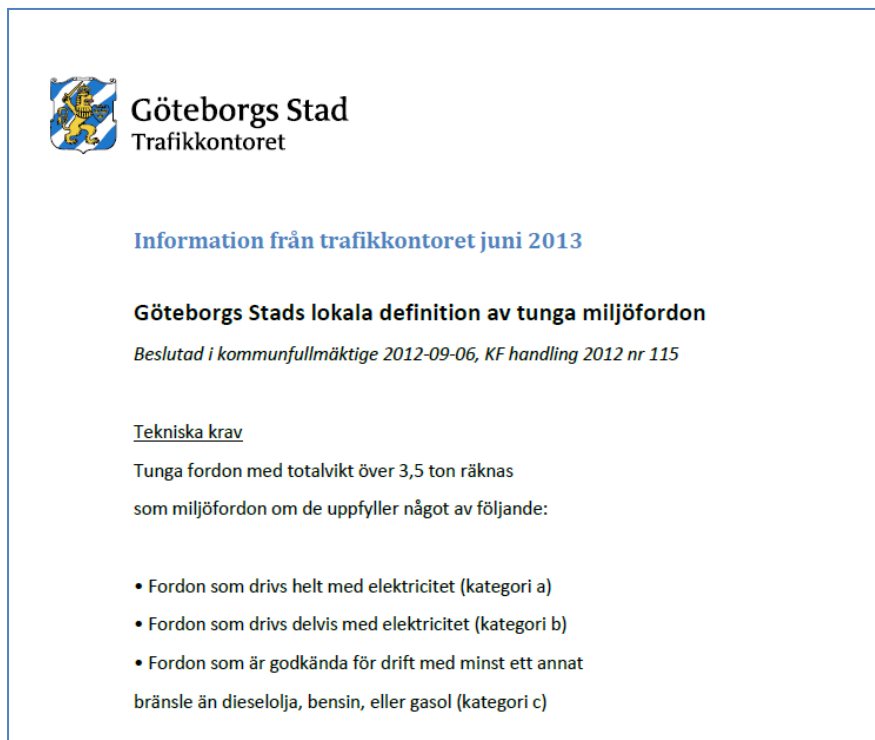 Göteborgs Stad
Trafikkontoret
Information från trafikkontoret juni 2013
Göteborgs Stads lokala definition av tunga miljöfordon
Beslutad i kommunfullmäktige 2012-09-06, KF handling 2012 nr 115
Tekniska krav
Tunga fordon med totalvikt över 3,5 ton räknas
som miljöfordon om de uppfyller något av följande:
• Fordon som drivs helt med elektricitet (kategori a)
• Fordon som drivs delvis med elektricitet (kategori b)
• Fordon som är godkända för drift med minst ett annat
bränsle än dieselolja, bensin, eller gasol (kategori c)